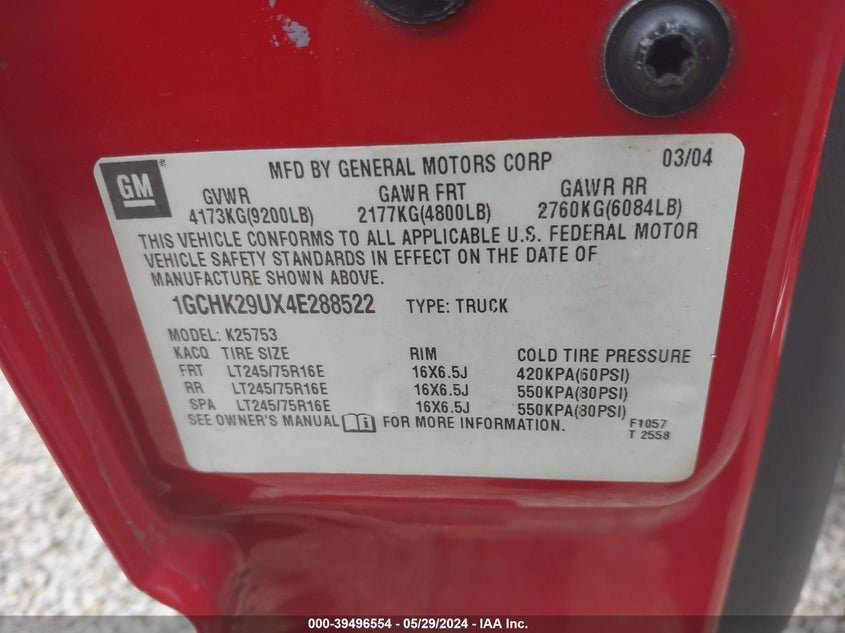 GM® MFD BY GENERAL MOTORS CORP 03/04
GVWR GAWR FRT GAWR RR
4173KG(9200LB) 2177KG(4800LB) 2760KG(6084LB)
THIS VEHICLE CONFORMS TO ALL APPLICABLE U.S. FEDERAL MOTOR
VEHICLE SAFETY STANDARDS IN EFFECT ON THE DATE OF
MANUFACTURE SHOWN ABOVE.
1GCHK29UX4E288522 TYPE: TRUCK
MODEL: K25753
KACQ TIRE SIZE RIM COLD TIRE PRESSURE
FRT LT245/75R16E 16X6.5J 420KPA(60PSI)
RR LT245/75R16E 16X6.5J 550KPA(80PSI)
SPA LT245/75R16E 16X6.5J 550KPA(80PSI)
SEE OWNER'S MANUAL FOR MORE INFORMATION. F1057
T 2558
000-39496554 / 05/29/2024 - IAA Inc.